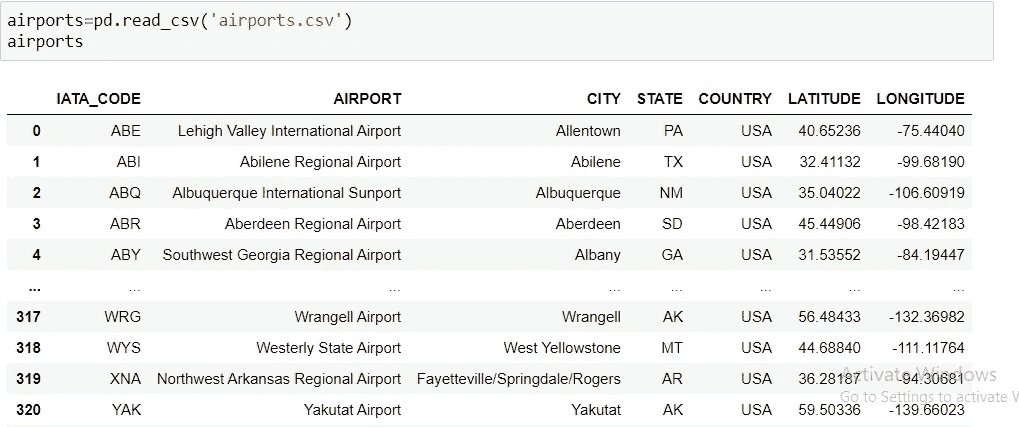 airports=pd.read_csv('airports.csv')
airports
IATA_CODE AIRPORT CITY STATE COUNTRY LATITUDE LONGITUDE
0 ABE Lehigh Valley International Airport Allentown PA USA 40.65236 -75.44040
1 ABI Abilene Regional Airport Abilene TX USA 32.41132 -99.68190
2 ABQ Albuquerque International Sunport Albuquerque NM USA 35.04022 -106.60919
3 ABR Aberdeen Regional Airport Aberdeen SD USA 45.44906 -98.42183
4 ABY Southwest Georgia Regional Airport Albany GA USA 31.53552 -84.19447
... ... ... ... ... ... ... ...
317 WRG Wrangell Airport Wrangell AK USA 56.48433 -132.36982
318 WYS Westerly State Airport West Yellowstone MT USA 44.68840 -111.11764
319 XNA Northwest Arkansas Regional Airport Fayetteville/Springdale/Rogers AR USA 36.28187 -94.30681
Activate Windows
Go to Settings to activate W
320 YAK Yakutat Airport Yakutat AK USA 59.50336 -139.66023